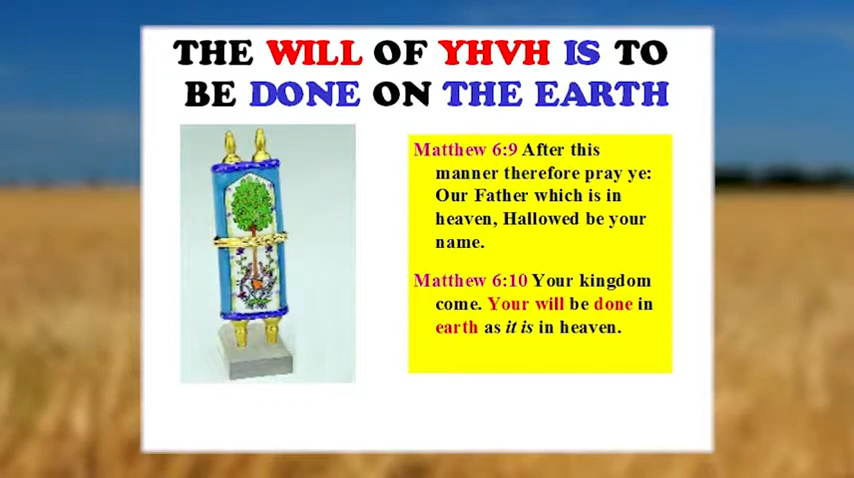 THE WILL OF YHVH IS TO
BE DONE ON THE EARTH
Matthew 6:9 After this
manner therefore pray ye:
Our Father which is in
heaven, Hallowed be your
name.
Matthew 6:10 Your kingdom
come. Your will be done in
earth as it is in heaven.